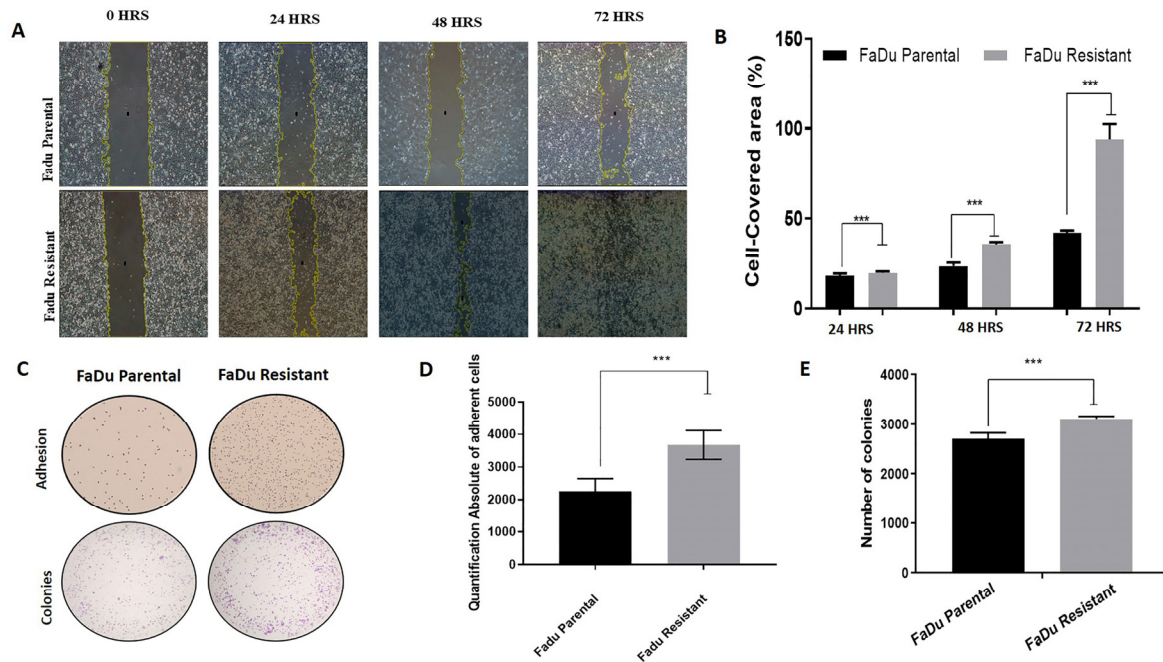 A
0 HRS
24 HRS
48 HRS
72 HRS
Fadu Parental
Fadu Resistant
B
FaDu Parental
FaDu Resistant
Cell-Covered area (%)
150
100
50
0
***
***
***
24 HRS
48 HRS
72 HRS
C
FaDu Parental
FaDu Resistant
Adhesion
Colonies
D
Quantification Absolute of adherent cells
5000
4000
3000
2000
1000
0
***
Fadu Parental
Fadu Resistant
E
Number of colonies
4000
3000
2000
1000
0
***
FaDu Parental
FaDu Resistant